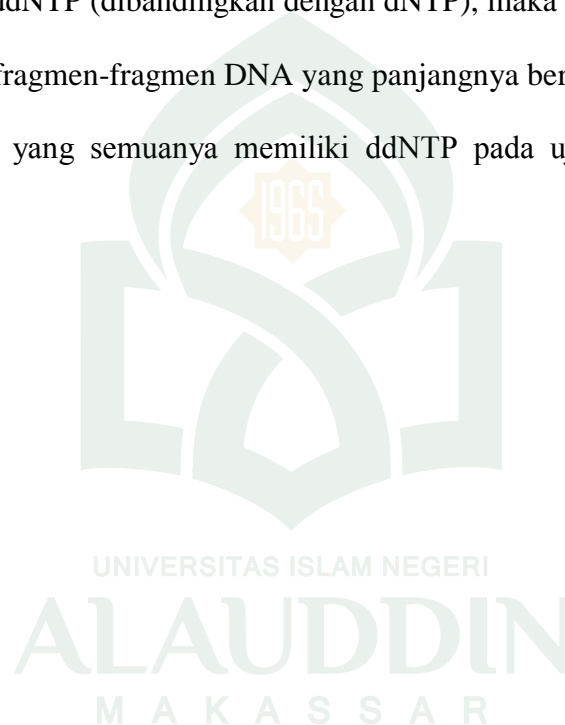 ddNTP (dibandingkan dengan dNTP), maka
fragmen-fragmen DNA yang panjangnya
yang semuanya memiliki ddNTP pada
1965
UNIVERSITAS ISLAM NEGERI
ALAUDDIN
MAKASSAR